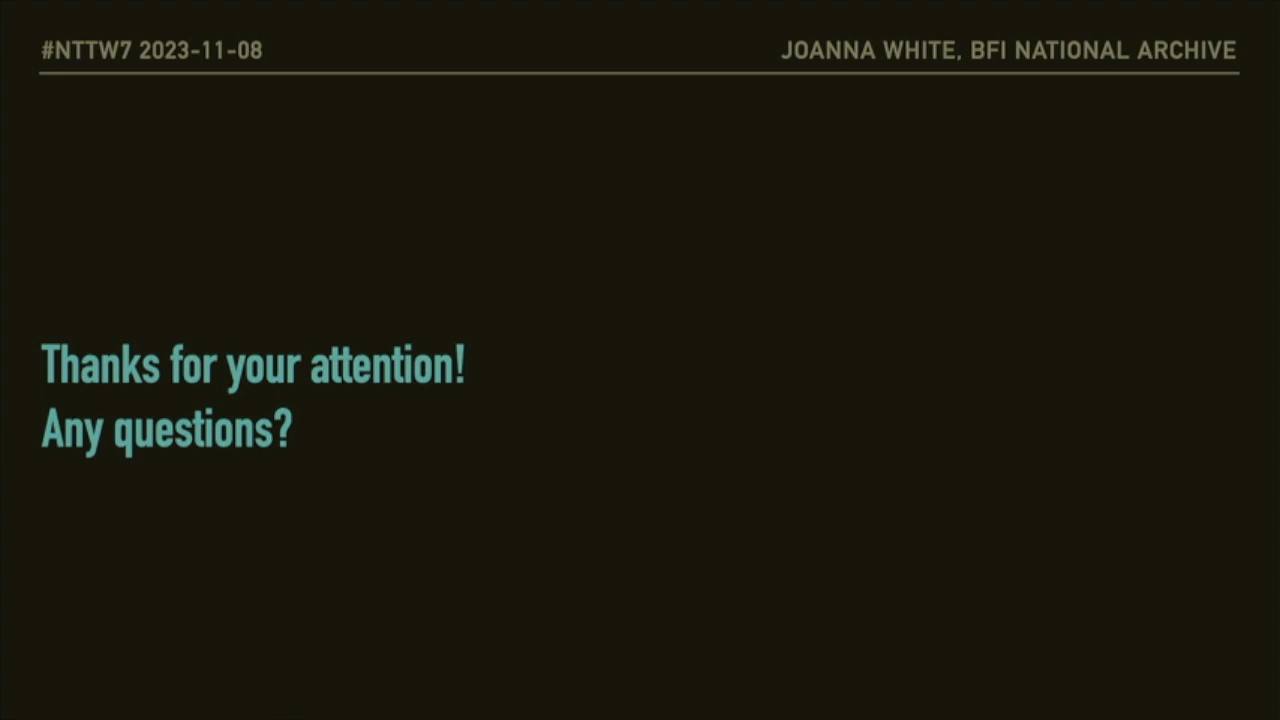 #NTTW7 2023-11-08
JOANNA WHITE, BFI NATIONAL ARCHIVE
Thanks for your attention!
Any questions?